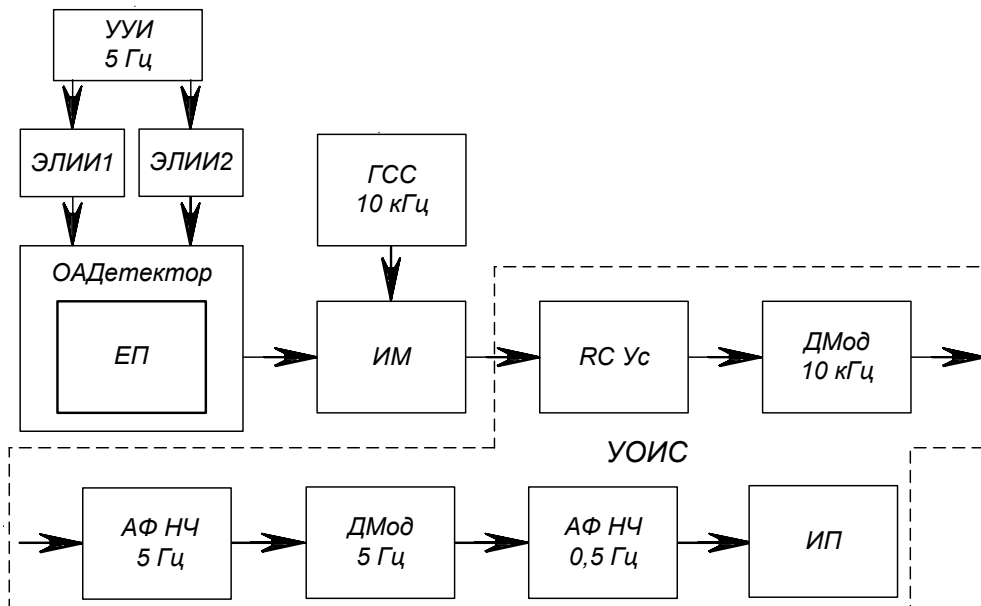 УУИ
5 Гц
ЭЛИИ1
ЭЛИИ2
ГСС
10 кГц
ОАДетектор
ЕП
ИМ
RC Ус
ДМод
10 кГц
УОИС
АФ НЧ
5 Гц
ДМод
5 Гц
АФ НЧ
0,5 Гц
ИП